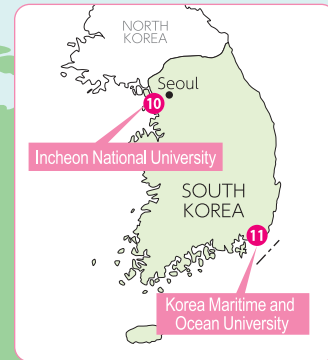 NORTH
KOREA
Seoul
10
Incheon National University
SOUTH
KOREA
11
Korea Maritime and
Ocean University